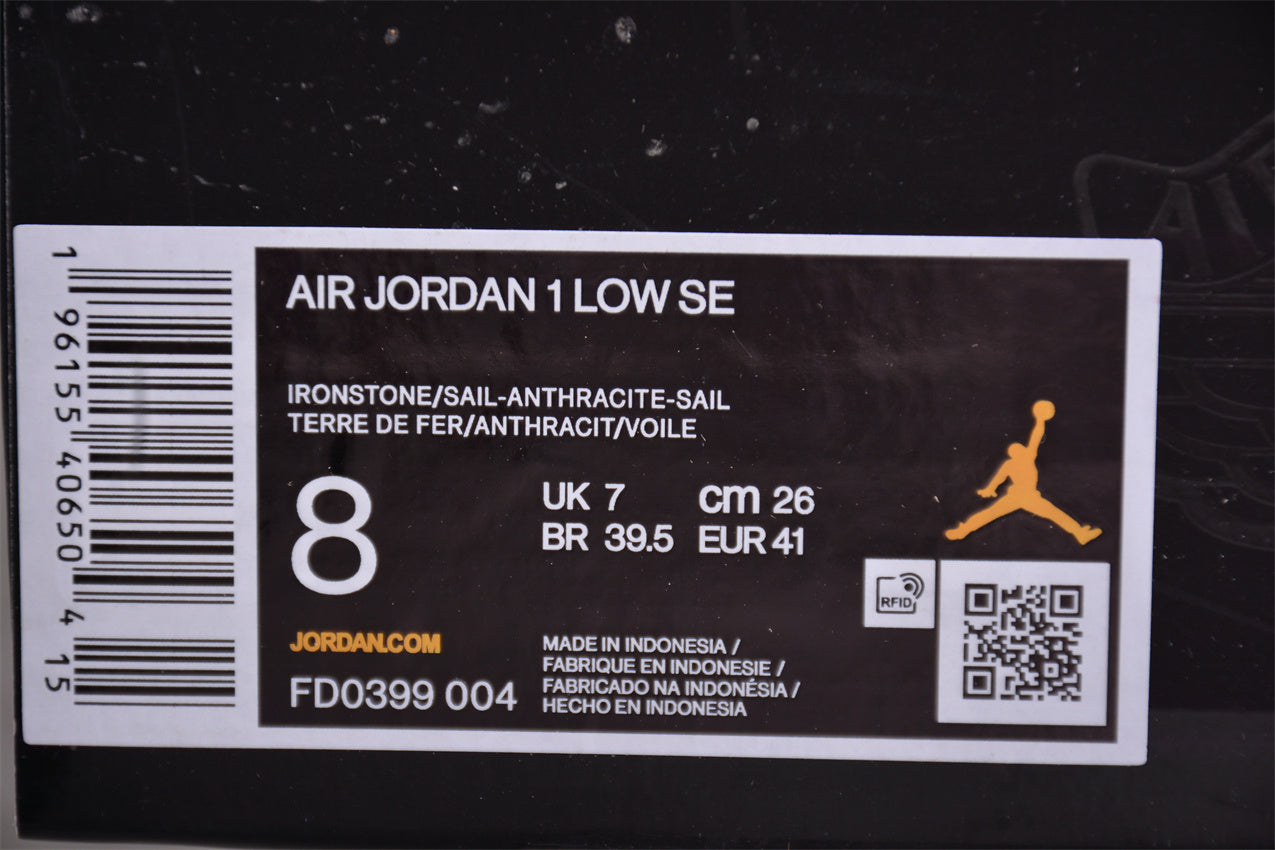 AIR JORDAN 1 LOW SE
IRONSTONE/SAIL-ANTHRACITE-SAIL
TERRE DE FER/ANTHRACIT/VOILE
8
UK 7 cm 26
BR 39.5 EUR 41
RFID
JORDAN.COM
FD0399 004
MADE IN INDONESIA /
FABRIQUE EN INDONESIE /
FABRICADO NA INDONÉSIA /
HECHO EN INDONESIA
1 96155 40650 4 15
AIR